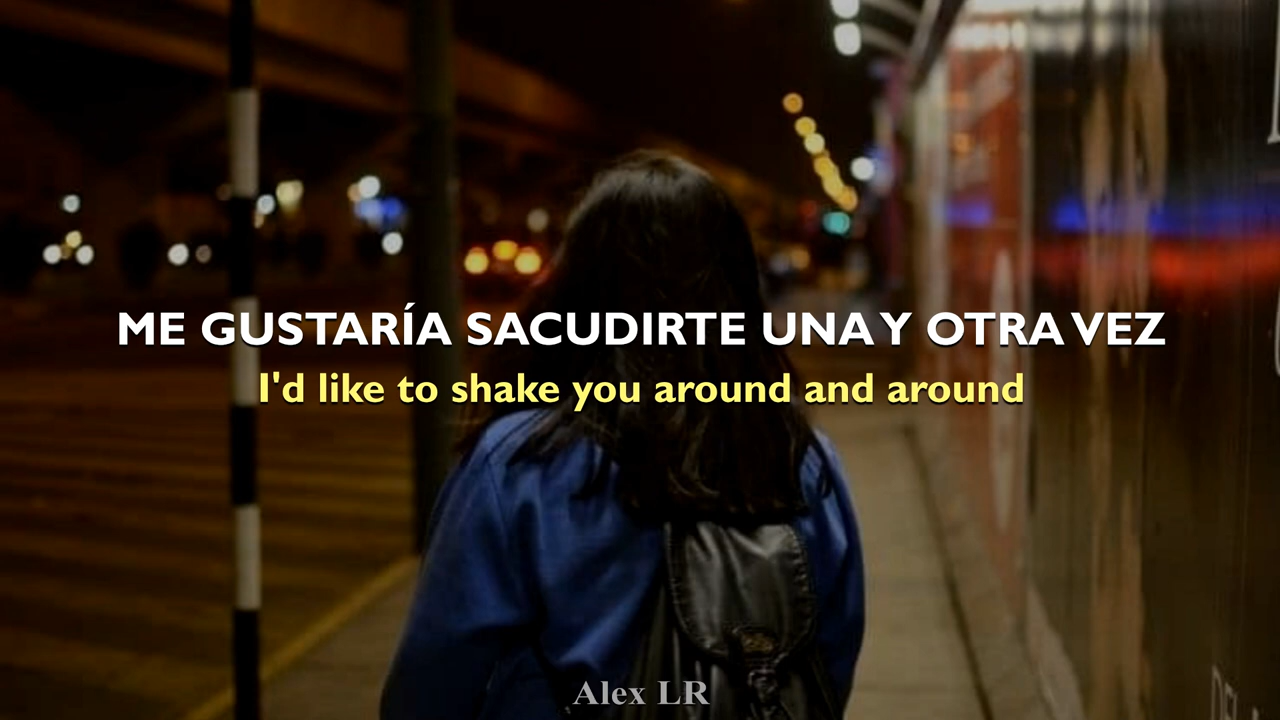 ME GUSTARÍA SACUDIRTE UNA Y OTRA VEZ
I'd like to shake you around and around
Alex LR